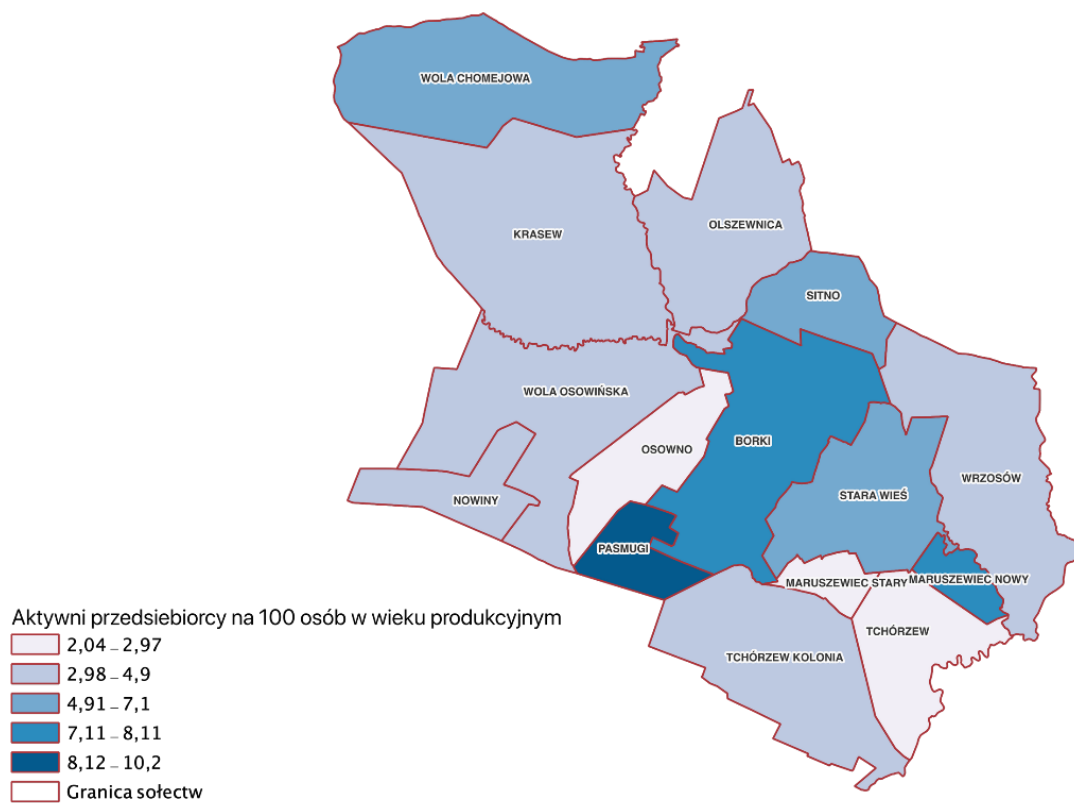 WOLA CHOMEJOWA
OLSZEWNICA
KRASEW
SITNO
WOLA OSOWIŃSKA
BORKI
OSOWNO
WRZOSÓW
STARA WIEŚ
NOWINY
PASMUGI
MARUSZEWIEC STARY
MARUSZEWIEC NOWY
TCHÓRZEW
TCHÓRZEW KOLONIA
Aktywni przedsiebiorcy na 100 osób w wieku produkcyjnym
2,04 – 2,97
2,98 – 4,9
4,91 – 7,1
7,11 – 8,11
8,12 – 10,2
Granica sołectw